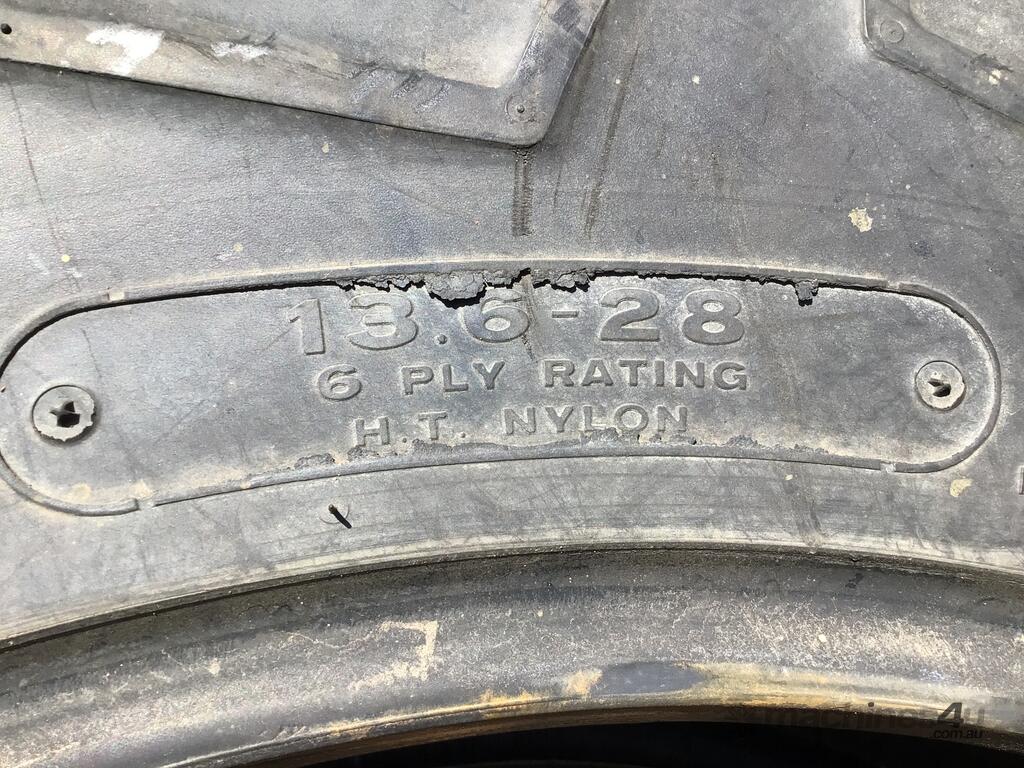 13.6-28
6 PLY RATING
H.T. NYLON
machines4u
.com.au